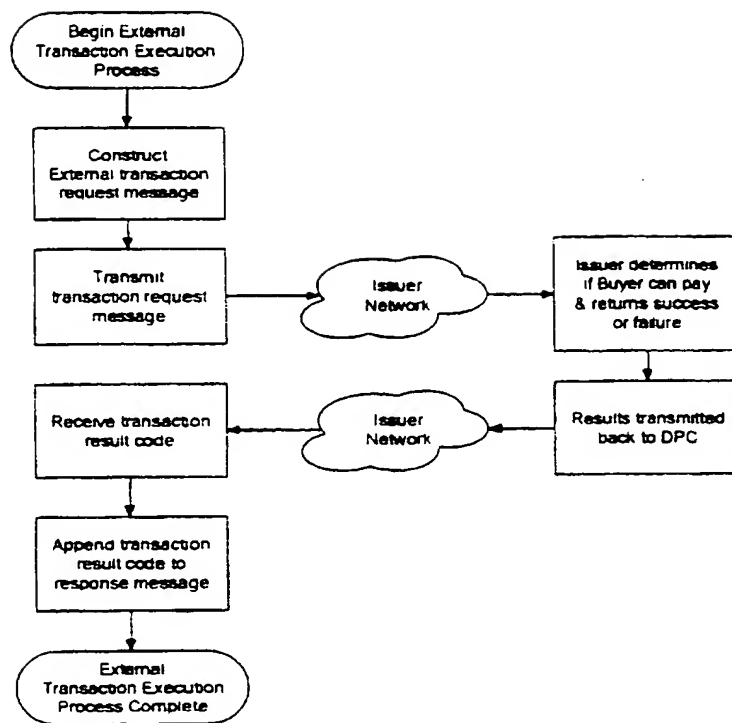 Begin External
Transaction Execution
Process
Construct
External transaction
request message
Transmit
transaction request
message
Issuer
Network
Issuer determines
if Buyer can pay
& returns success
or failure
Receive transaction
result code
Issuer
Network
Results transmitted
back to DPC
Append transaction
result code to
response message
External
Transaction Execution
Process Complete